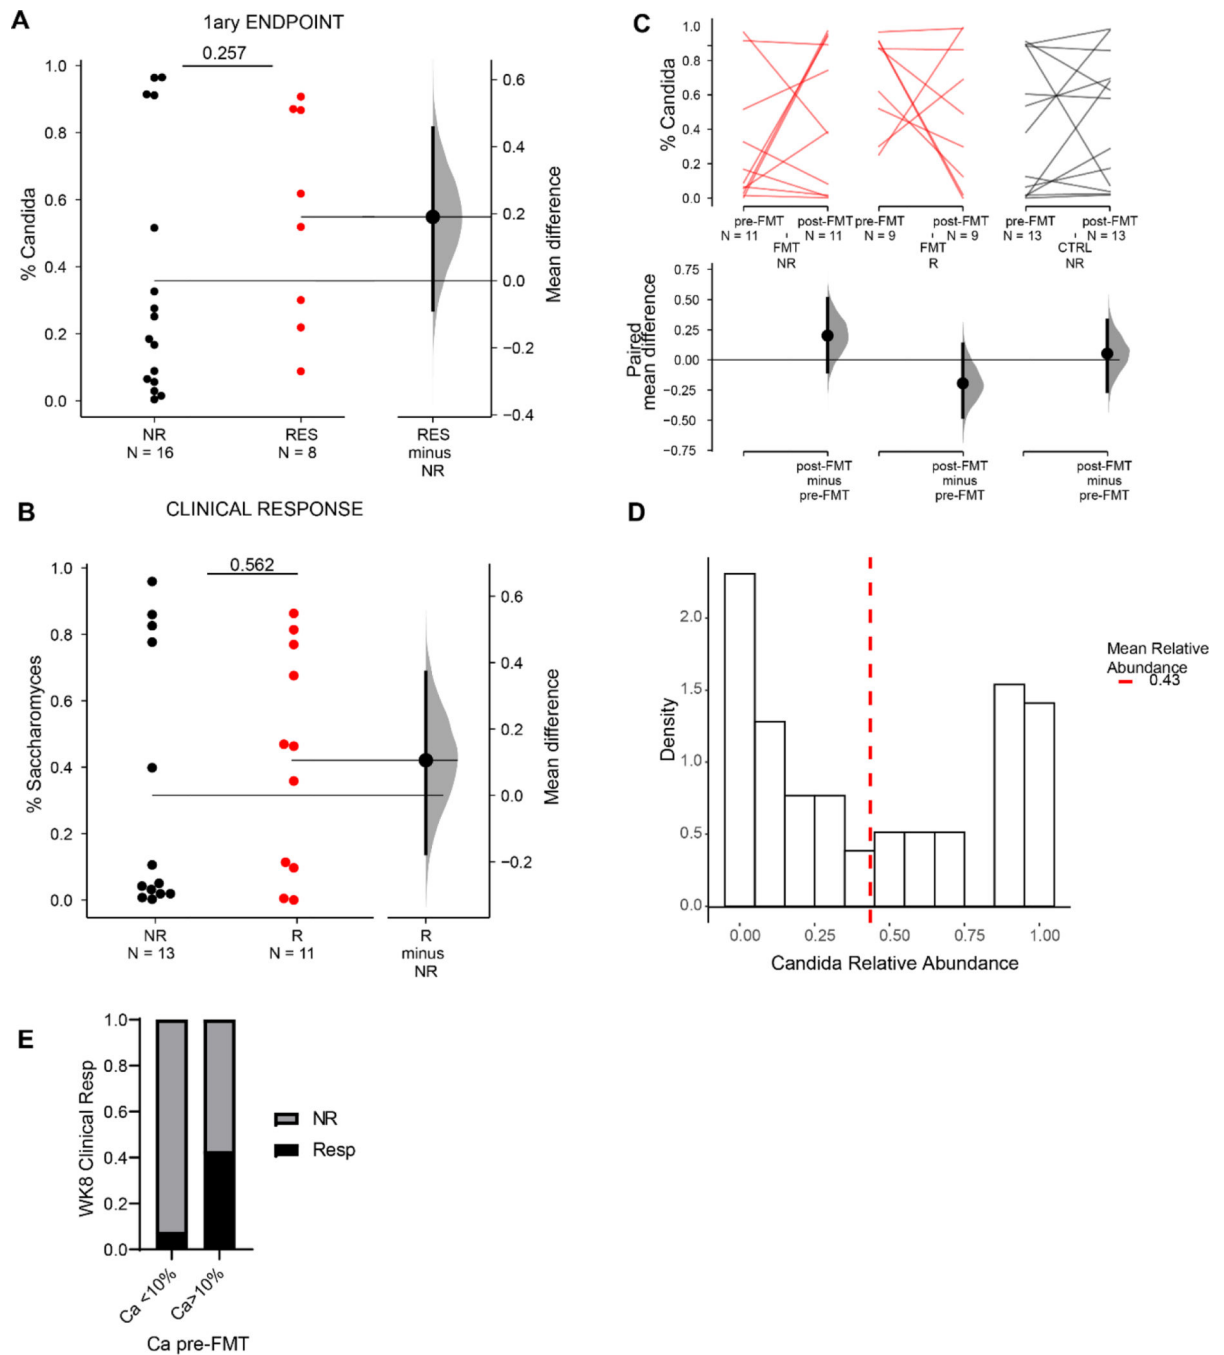 A
1ary ENDPOINT
0.257
1.0
0.8
0.6
0.4
0.2
0.0
% Candida
0.6
0.4
0.2
0.0
−0.2
−0.4
Mean difference
NR
N = 16
RES
N = 8
RES
minus
NR
B
CLINICAL RESPONSE
0.562
1.0
0.8
0.6
0.4
0.2
0.0
% Saccharomyces
0.6
0.4
0.2
0.0
−0.2
Mean difference
NR
N = 13
R
N = 11
R
minus
NR
C
1.0
0.8
0.6
0.4
0.2
0.0
% Candida
pre-FMT post-FMT pre-FMT post-FMT pre-FMT post-FMT
N = 11 N = 11 N = 9 N = 9 N = 13 N = 13
FMT FMT CTRL
NR R NR
0.75
0.50
0.25
0.00
−0.25
−0.50
−0.75
Paired
mean difference
post-FMT post-FMT post-FMT
minus minus minus
pre-FMT pre-FMT pre-FMT
D
2.0
1.5
1.0
0.5
0.0
Density
0.00 0.25 0.50 0.75 1.00
Candida Relative Abundance
Mean Relative
Abundance
0.43
E
1.0
0.8
0.6
0.4
0.2
0.0
WK8 Clinical Resp
NR
Resp
Ca <10%
Ca>10%
Ca pre-FMT